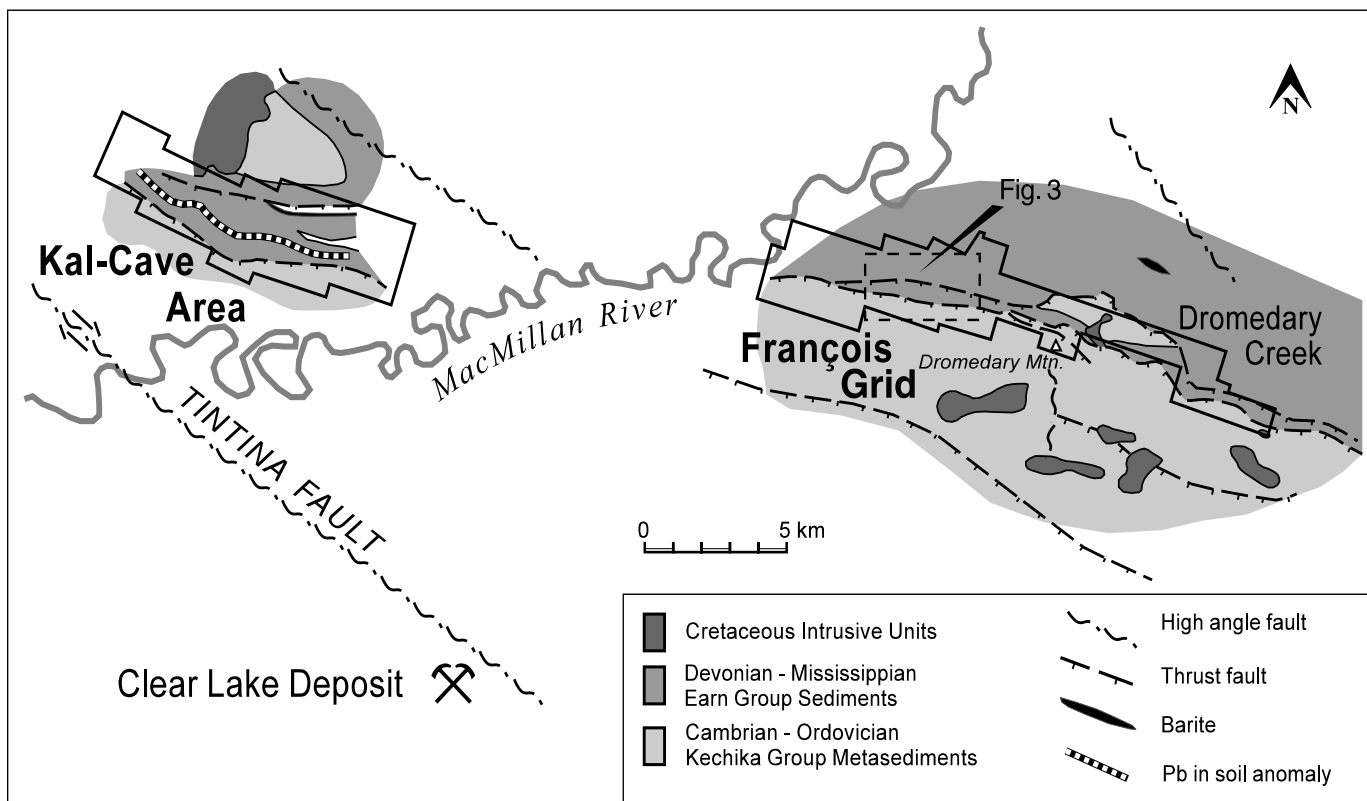 N
Fig. 3
Kal-Cave
Area
MacMillan River
François
Grid
Dromedary Mtn.
Dromedary
Creek
TINTINA FAULT
0 5 km
Clear Lake Deposit
Cretaceous Intrusive Units
Devonian - Mississippian
Earn Group Sediments
Cambrian - Ordovician
Kechika Group Metasediments
High angle fault
Thrust fault
Barite
Pb in soil anomaly